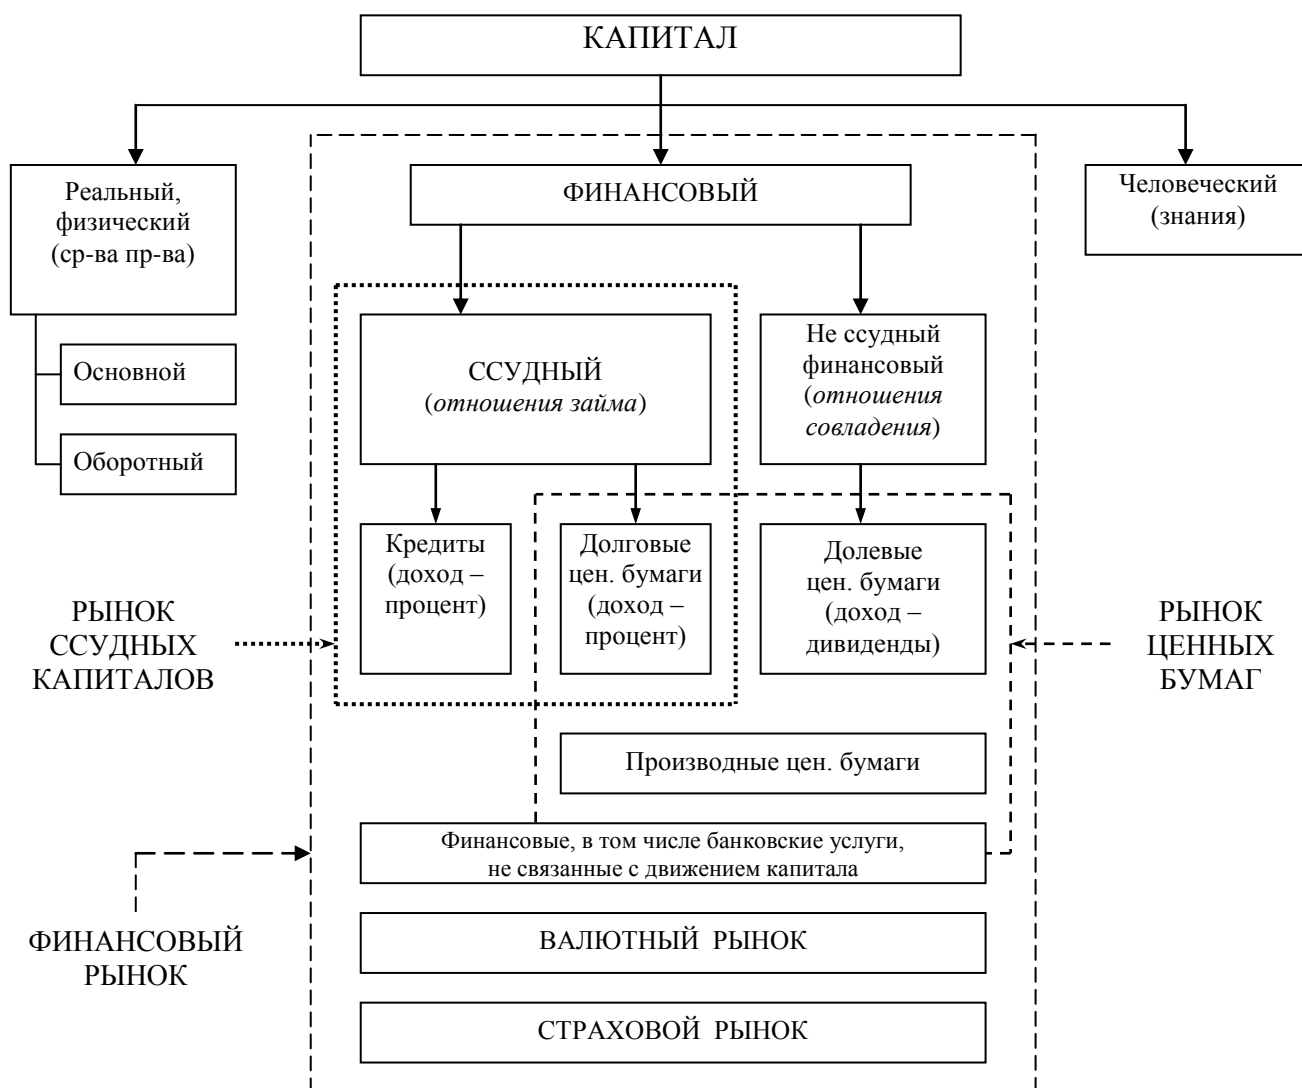 КАПИТАЛ
Реальный,
физический
(ср-ва пр-ва)
ФИНАНСОВЫЙ
Человеческий
(знания)
Основной
Оборотный
ССУДНЫЙ
(отношения займа)
Не ссудный
финансовый
(отношения
совладения)
Кредиты
(доход –
процент)
Долговые
цен. бумаги
(доход –
процент)
Долевые
цен. бумаги
(доход –
дивиденды)
РЫНОК
ССУДНЫХ
КАПИТАЛОВ
РЫНОК
ЦЕННЫХ
БУМАГ
Производные цен. бумаги
Финансовые, в том числе банковские услуги,
не связанные с движением капитала
ФИНАНСОВЫЙ
РЫНОК
ВАЛЮТНЫЙ РЫНОК
СТРАХОВОЙ РЫНОК